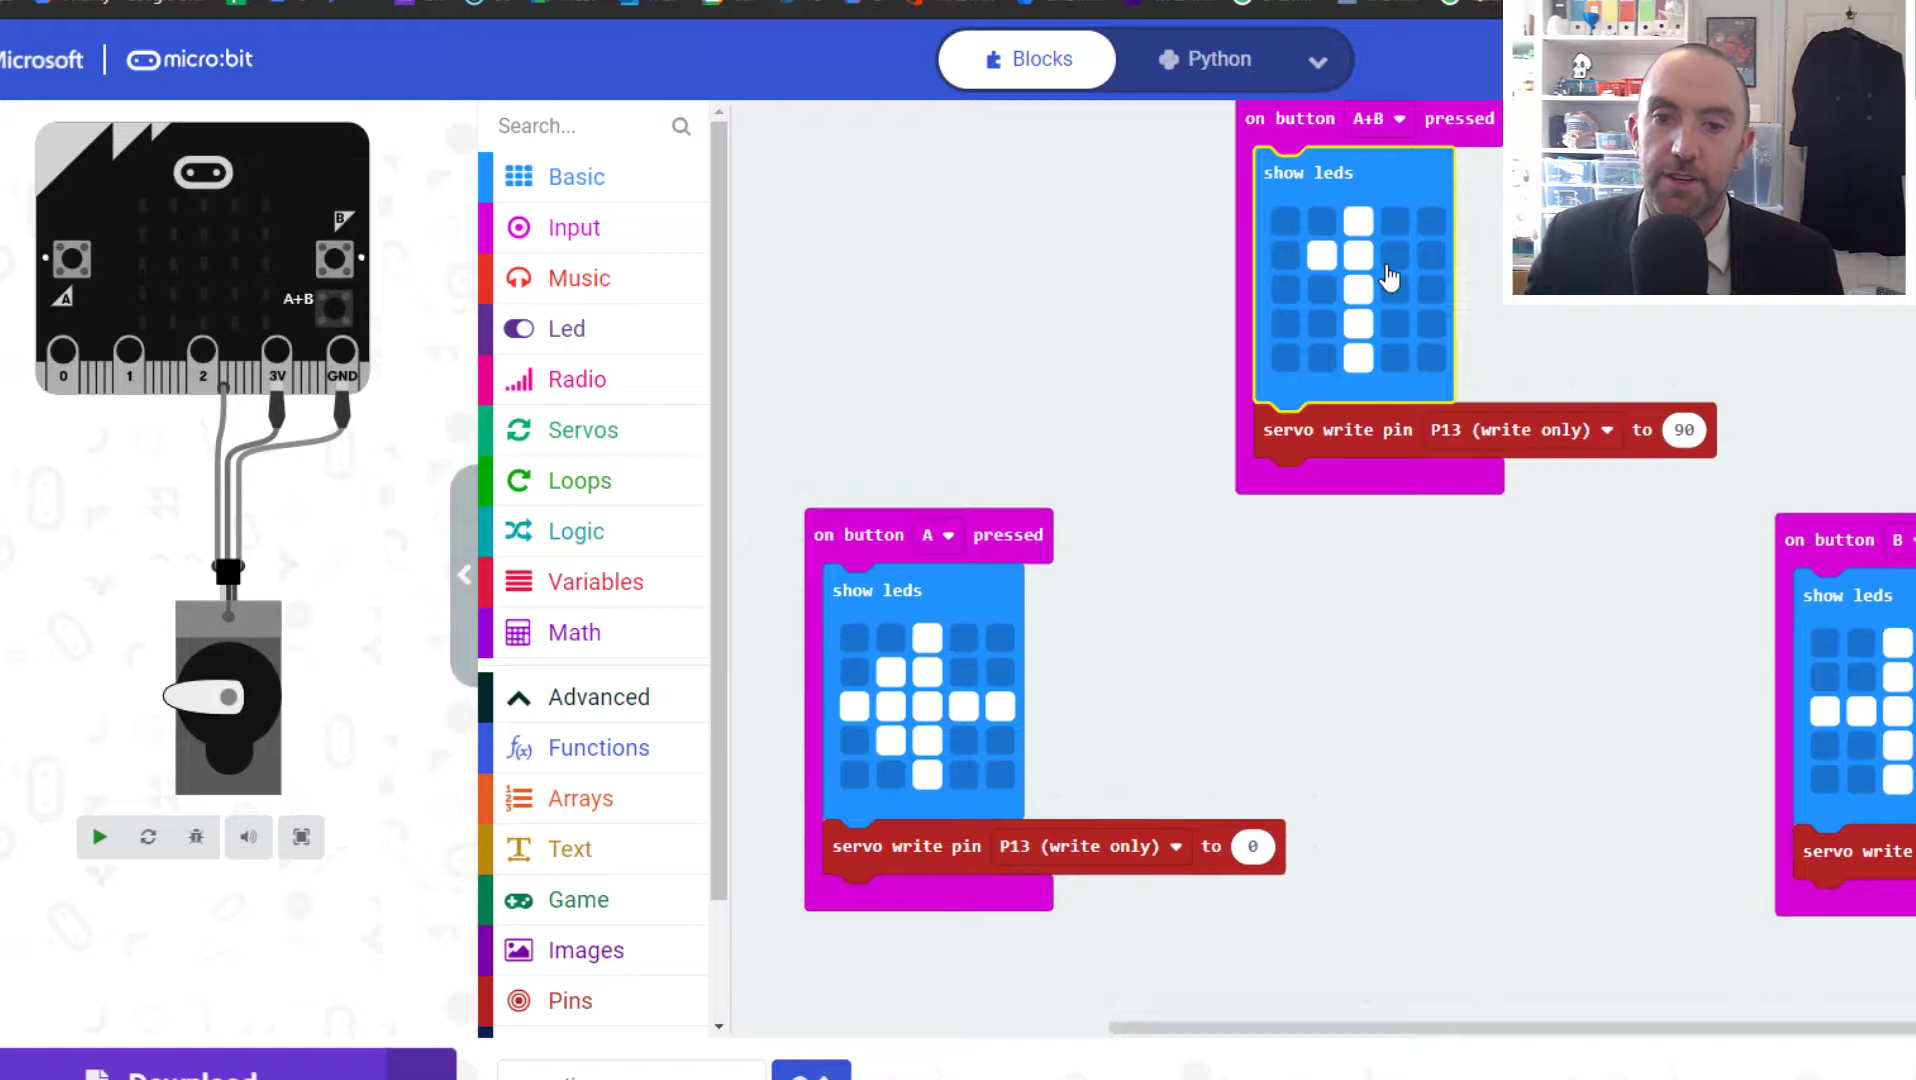 Microsoft | micro:bit
Blocks
Python
B
A
A+B
0 1 2 3V GND
Search...
Basic
Input
Music
Led
Radio
Servos
Loops
Logic
Variables
Math
Advanced
Functions
Arrays
Text
Game
Images
Pins
on button A+B pressed
show leds
servo write pin P13 (write only) to 90
on button A pressed
show leds
servo write pin P13 (write only) to 0
on button B
show leds
servo write
Download